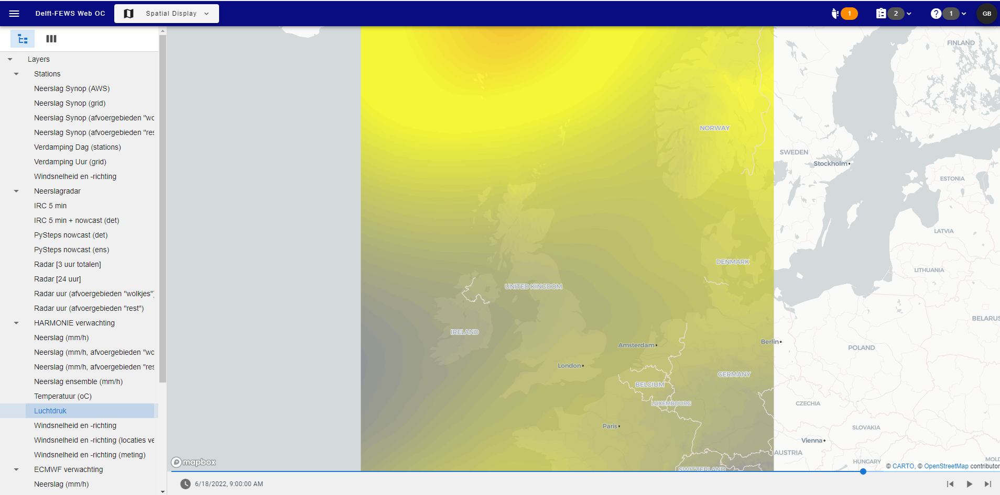 Delft-FEWS Web OC
Spatial Display
1
2
1
GB
Layers
Stations
Neerslag Synop (AWS)
Neerslag Synop (grid)
Neerslag Synop (afvoergebieden "wo
Neerslag Synop (afvoergebieden "res
Verdamping Dag (stations)
Verdamping Uur (grid)
Windsnelheid en -richting
Neerslagradar
IRC 5 min
IRC 5 min + nowcast (det)
PySteps nowcast (det)
PySteps nowcast (ens)
Radar [3 uur totalen]
Radar [24 uur]
Radar uur (afvoergebieden "wolkjes")
Radar uur (afvoergebieden "rest")
HARMONIE verwachting
Neerslag (mm/h)
Neerslag (mm/h, afvoergebieden "wo
Neerslag (mm/h, afvoergebieden "res
Neerslag ensemble (mm/h)
Temperatuur (oC)
Luchtdruk
Windsnelheid en -richting
Windsnelheid en -richting (locaties ve
Windsnelheid en -richting (meting)
ECMWF verwachting
Neerslag (mm/h)
FINLAND
NORWAY
SWEDEN
Stockholm
ESTONIA
LATVIA
DENMARK
LITHUANIA
UNITED KINGDOM
BELARUS
IRELAND
Amsterdam
Berlin
POLAND
London
GERMANY
BELGIUM
LUXEMBOURG
CZECHIA
Paris
SLOVAKIA
Vienna
AUSTRIA
HUNGARY
MOLD
SWITZERLAND
mapbox
© CARTO, © OpenStreetMap contributor
6/18/2022, 9:00:00 AM